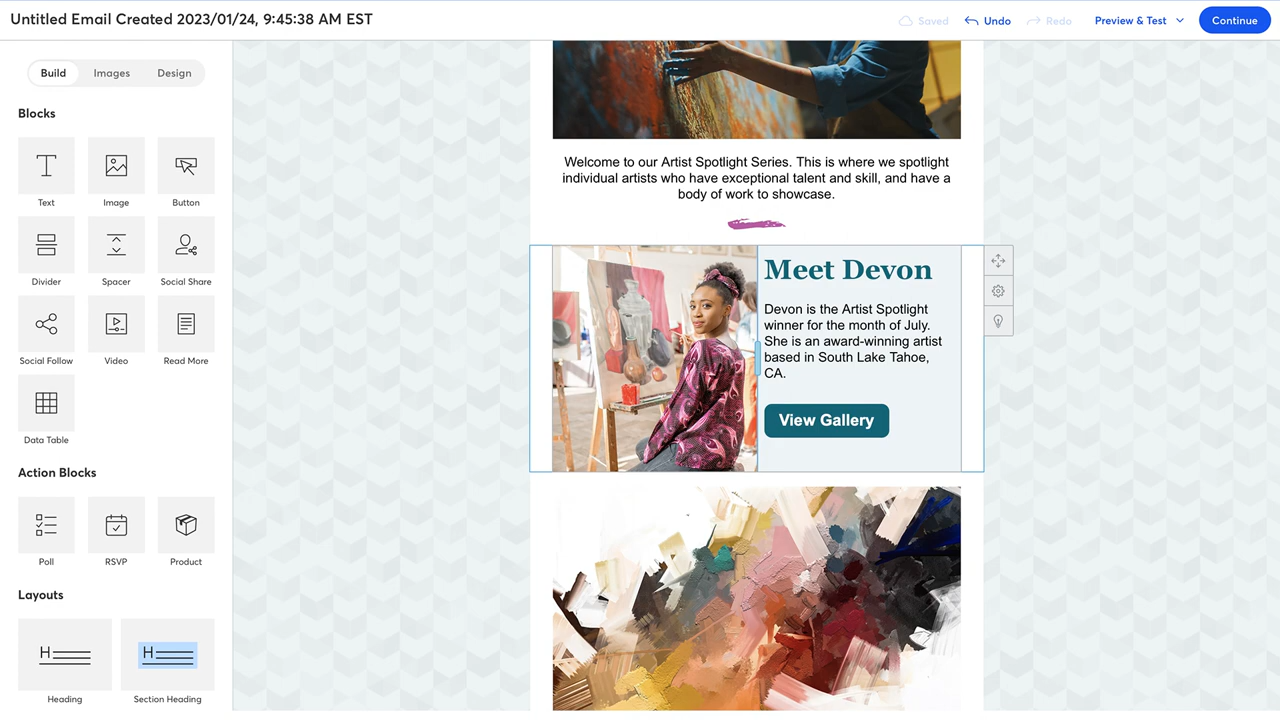 Untitled Email Created 2023/01/24, 9:45:38 AM EST
Saved
Undo
Redo
Preview & Test
Continue
Build
Images
Design
Blocks
Text
Image
Button
Divider
Spacer
Social Share
Social Follow
Video
Read More
Data Table
Action Blocks
Poll
RSVP
Product
Layouts
H
Heading
H
Section Heading
Welcome to our Artist Spotlight Series. This is where we spotlight
individual artists who have exceptional talent and skill, and have a
body of work to showcase.
Meet Devon
Devon is the Artist Spotlight
winner for the month of July.
She is an award-winning artist
based in South Lake Tahoe,
CA.
View Gallery